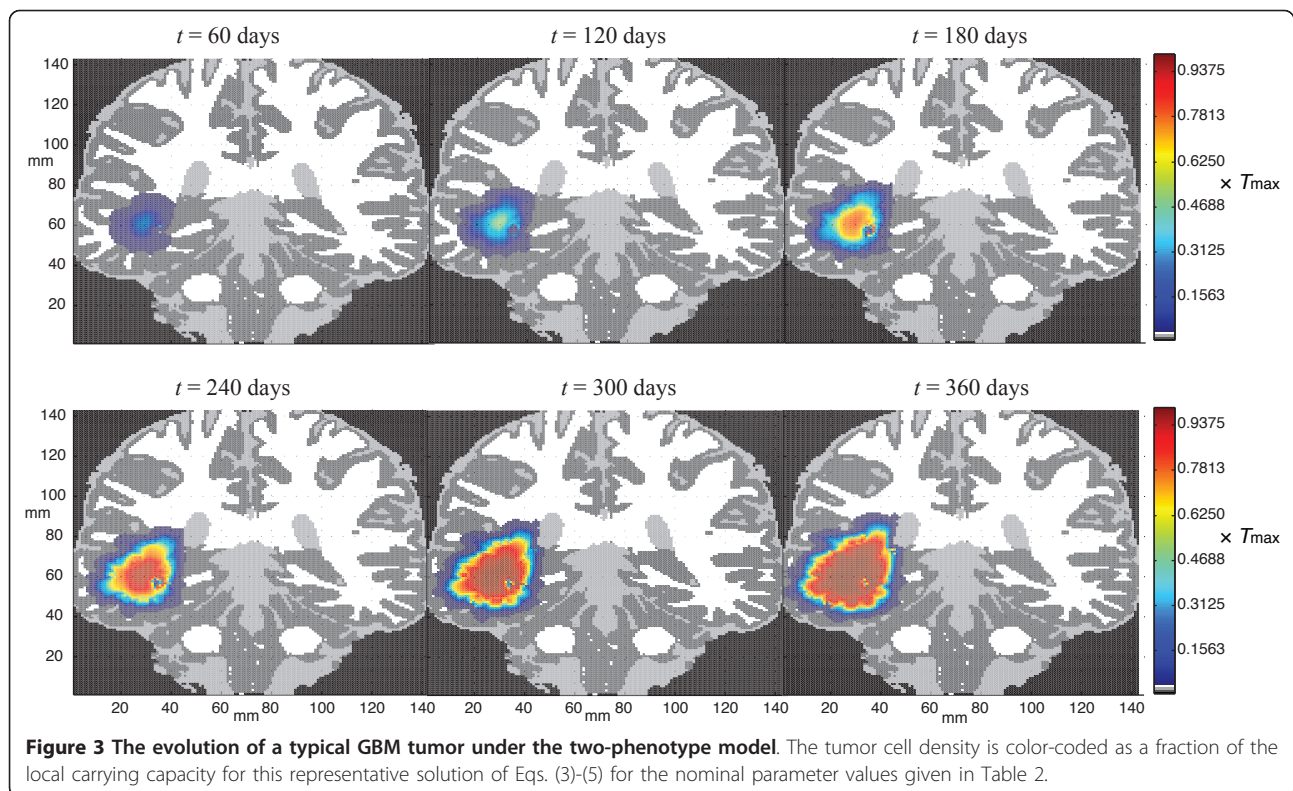 t = 60 days
t = 120 days
t = 180 days
140
120
100
mm
80
60
40
20
0.9375
0.7813
0.6250
× Tmax
0.4688
0.3125
0.1563
t = 240 days
t = 300 days
t = 360 days
140
120
100
mm
80
60
40
20
0.9375
0.7813
0.6250
× Tmax
0.4688
0.3125
0.1563
20 40 mm 80 100 120 140
20 40 mm 80 100 120 140
20 40 mm 80 100 120 140
Figure 3 The evolution of a typical GBM tumor under the two-phenotype model. The tumor cell density is color-coded as a fraction of the
local carrying capacity for this representative solution of Eqs. (3)-(5) for the nominal parameter values given in Table 2.